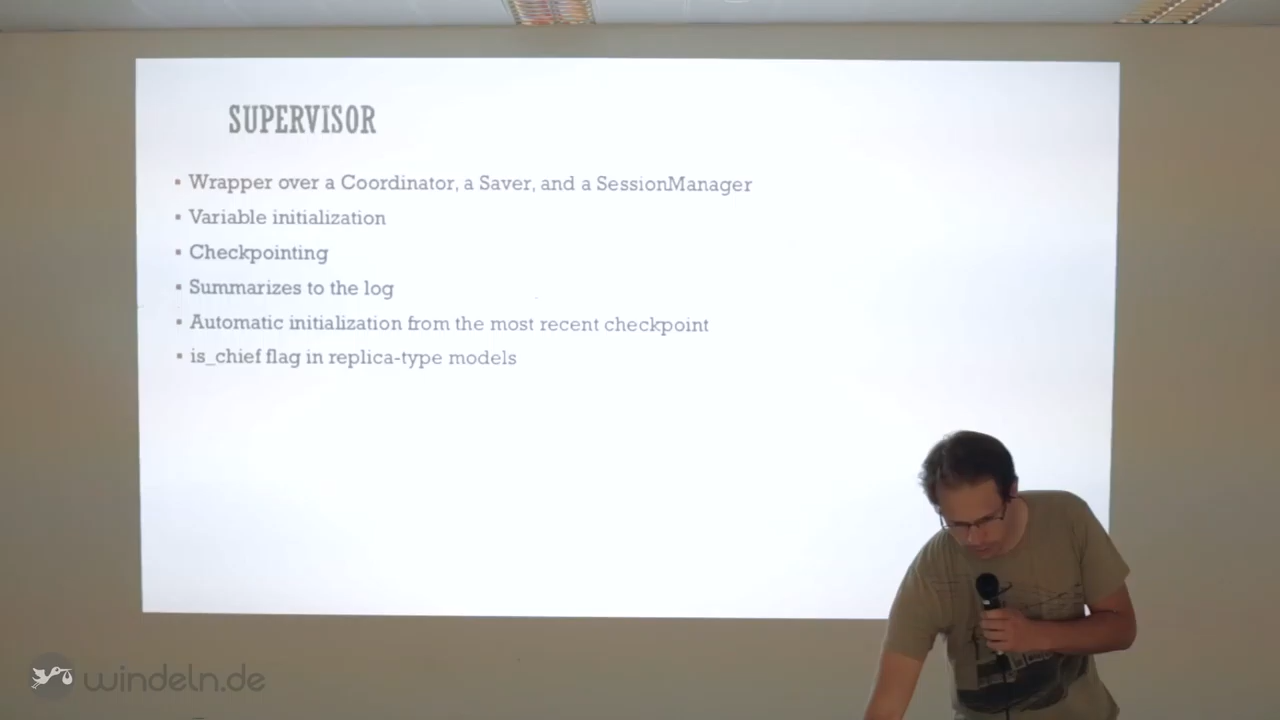 SUPERVISOR
▪ Wrapper over a Coordinator, a Saver, and a SessionManager
▪ Variable initialization
▪ Checkpointing
▪ Summarizes to the log
▪ Automatic initialization from the most recent checkpoint
▪ is_chief flag in replica-type models
windeln.de